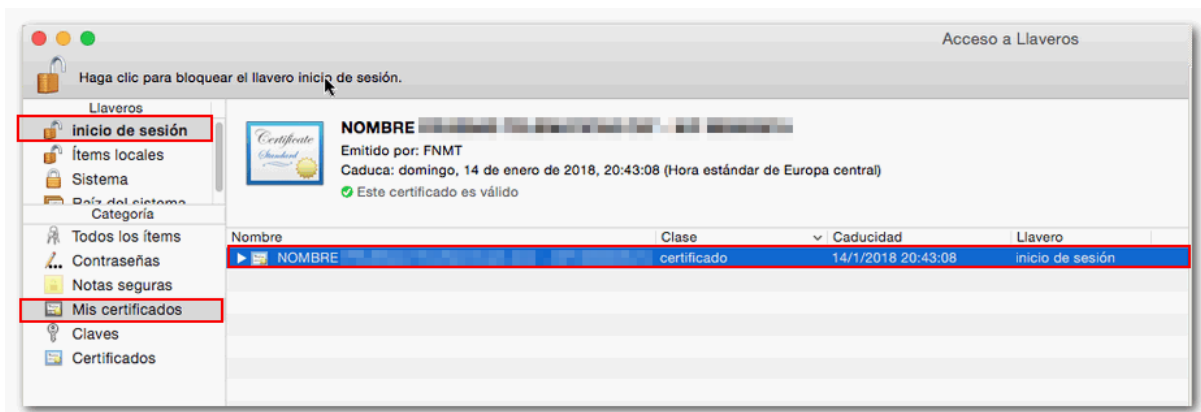 Acceso a Llaveros
Haga clic para bloquear el llavero inicio de sesión.
Llaveros
inicio de sesión
Ítems locales
Sistema
Raíz del sistema
Categoría
Todos los ítems
Contraseñas
Notas seguras
Mis certificados
Claves
Certificados
Certificate
Standard
NOMBRE
Emitido por: FNMT
Caduca: domingo, 14 de enero de 2018, 20:43:08 (Hora estándar de Europa central)
Este certificado es válido
Nombre Clase Caducidad Llavero
NOMBRE certificado 14/1/2018 20:43:08 inicio de sesión